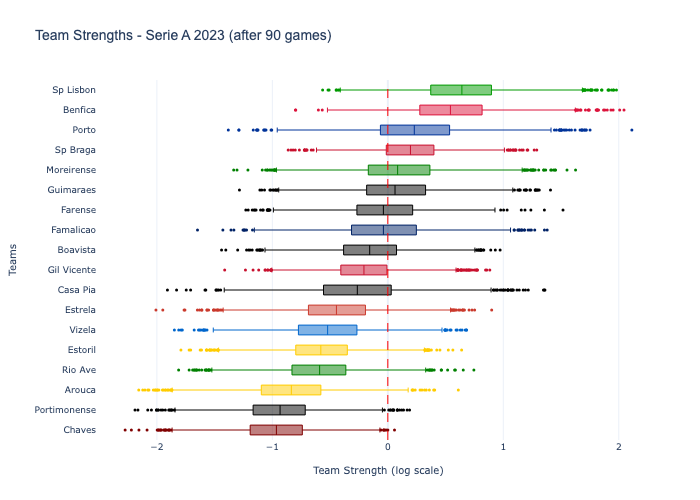 Team Strengths - Serie A 2023 (after 90 games)
Teams
Sp Lisbon
Benfica
Porto
Sp Braga
Moreirense
Guimaraes
Farense
Famalicao
Boavista
Gil Vicente
Casa Pia
Estrela
Vizela
Estoril
Rio Ave
Arouca
Portimonense
Chaves
−2 −1 0 1 2
Team Strength (log scale)